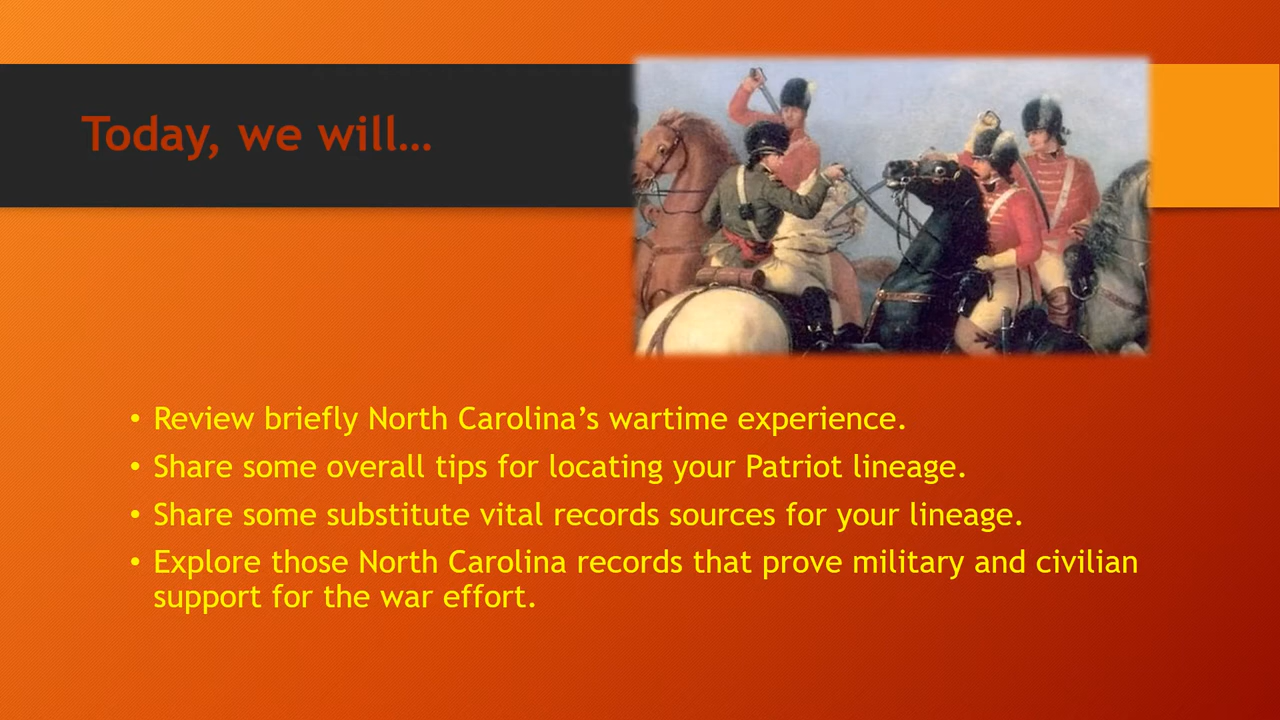 Today, we will…
• Review briefly North Carolina’s wartime experience.
• Share some overall tips for locating your Patriot lineage.
• Share some substitute vital records sources for your lineage.
• Explore those North Carolina records that prove military and civilian
support for the war effort.